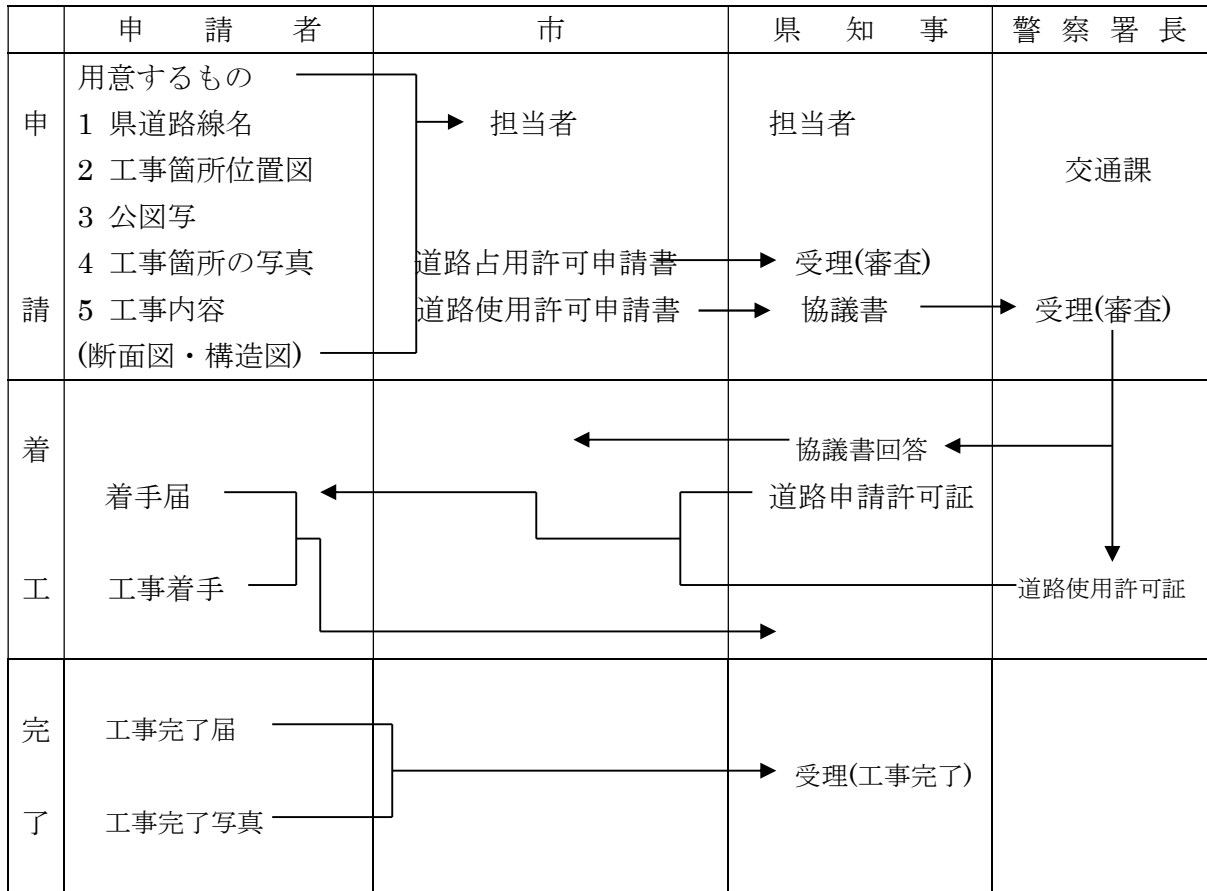 申請者 市 県知事 警察署長
用意するもの
申 1 県道路線名 担当者 担当者
2 工事箇所位置図 交通課
3 公図写
4 工事箇所の写真 道路占用許可申請書 受理(審査)
請 5 工事内容 道路使用許可申請書 協議書 受理(審査)
(断面図・構造図)
着 協議書回答
着手届 道路申請許可証
工 工事着手 道路使用許可証
完 工事完了届
受理(工事完了)
了 工事完了写真